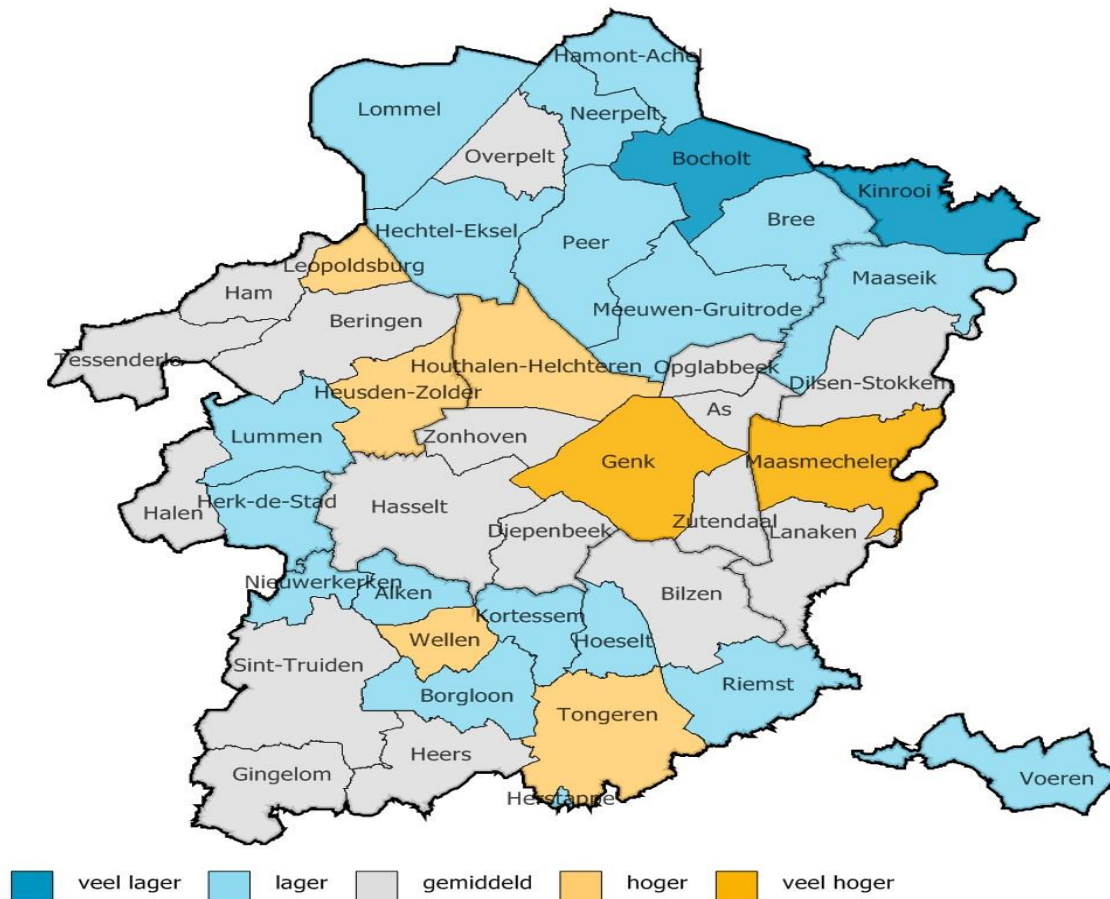 Hamont-Achel
Lommel
Neerpelt
Overpelt
Bocholt
Kinrooi
Bree
Hechtel-Eksel
Peer
Leopoldsburg
Maaseik
Ham
Meeuwen-Gruitrode
Beringen
Tessenderlo
Houthalen-Helchteren
Opglabbeek
Dilsen-Stokkem
Heusden-Zolder
As
Lummen
Zonhoven
Genk
Maasmechelen
Herk-de-Stad
Hasselt
Halen
Zutendaal
Diepenbeek
Lanaken
Nieuwerkerken
Alken
Bilzen
Kortessem
Wellen
Hoeselt
Sint-Truiden
Riemst
Borgloon
Tongeren
Heers
Gingelom
Voeren
Herstappe
veel lager lager gemiddeld hoger veel hoger